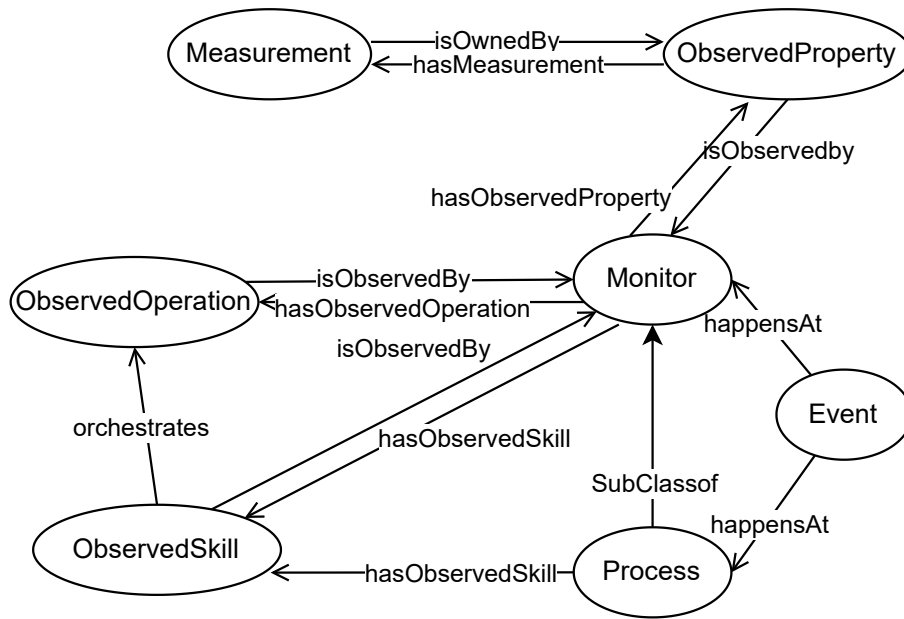 Measurement
isOwnedBy
ObservedProperty
hasMeasurement
isObservedby
hasObservedProperty
Monitor
isObservedBy
ObservedOperation
hasObservedOperation
happensAt
isObservedBy
Event
orchestrates
hasObservedSkill
SubClassof
happensAt
ObservedSkill
hasObservedSkill
Process